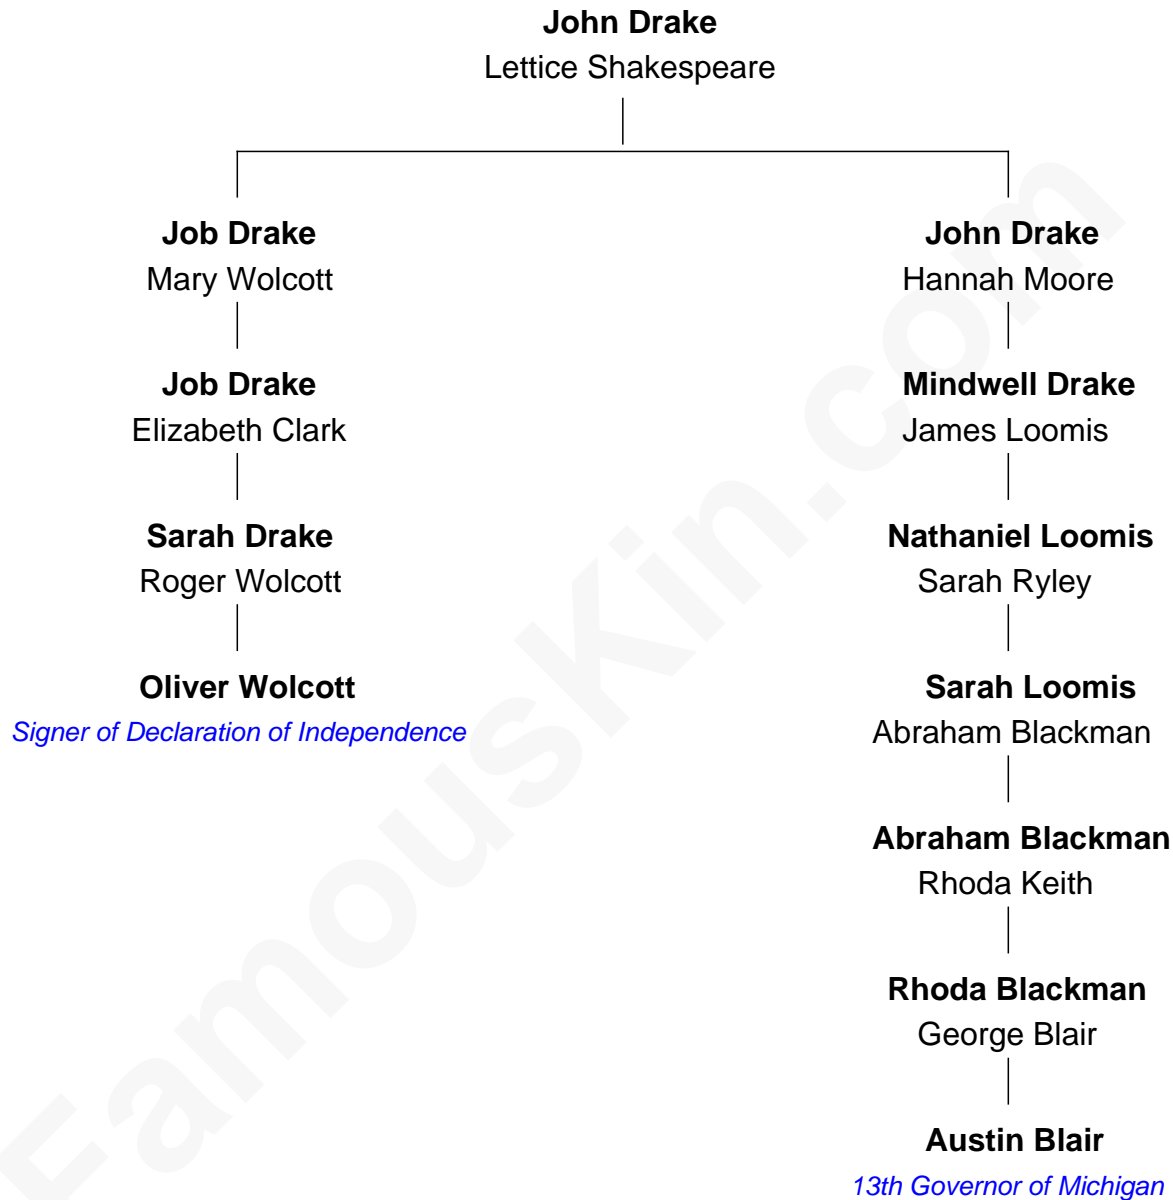 John Drake
Lettice Shakespeare
Job Drake
Mary Wolcott
Job Drake
Elizabeth Clark
Sarah Drake
Roger Wolcott
Oliver Wolcott
Signer of Declaration of Independence
John Drake
Hannah Moore
Mindwell Drake
James Loomis
Nathaniel Loomis
Sarah Ryley
Sarah Loomis
Abraham Blackman
Abraham Blackman
Rhoda Keith
Rhoda Blackman
George Blair
Austin Blair
13th Governor of Michigan
FamousKin.com